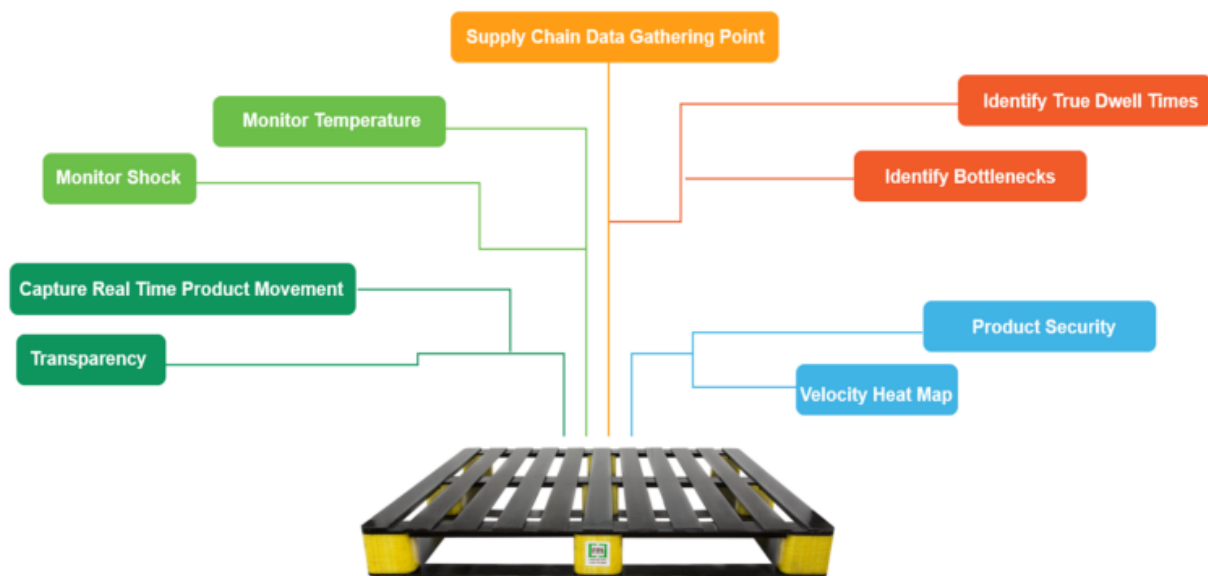 Supply Chain Data Gathering Point
Identify True Dwell Times
Monitor Temperature
Monitor Shock
Identify Bottlenecks
Capture Real Time Product Movement
Product Security
Transparency
Velocity Heat Map